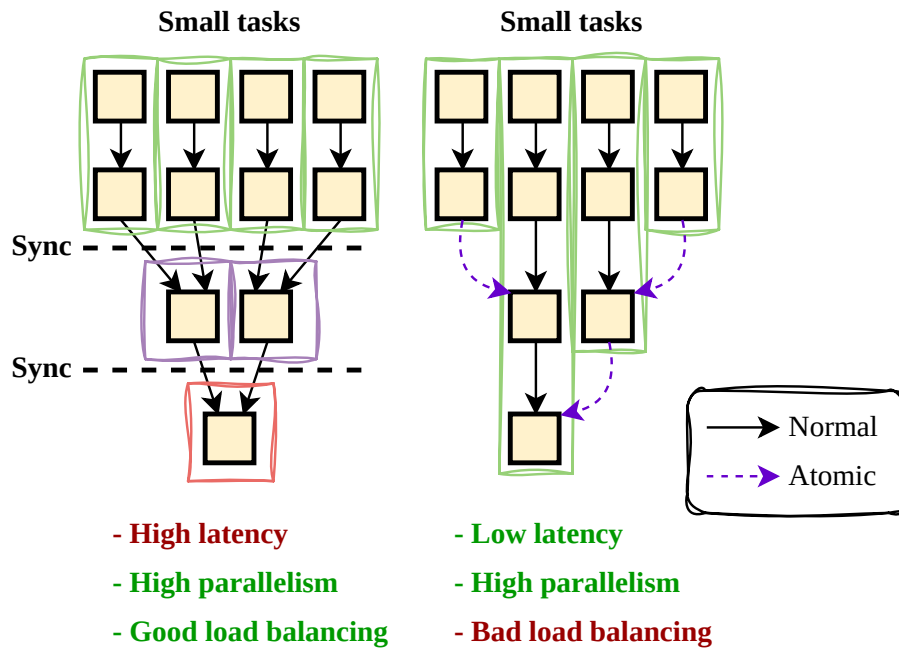 Small tasks
Small tasks
Sync
Sync
Normal
Atomic
- High latency
- High parallelism
- Good load balancing
- Low latency
- High parallelism
- Bad load balancing